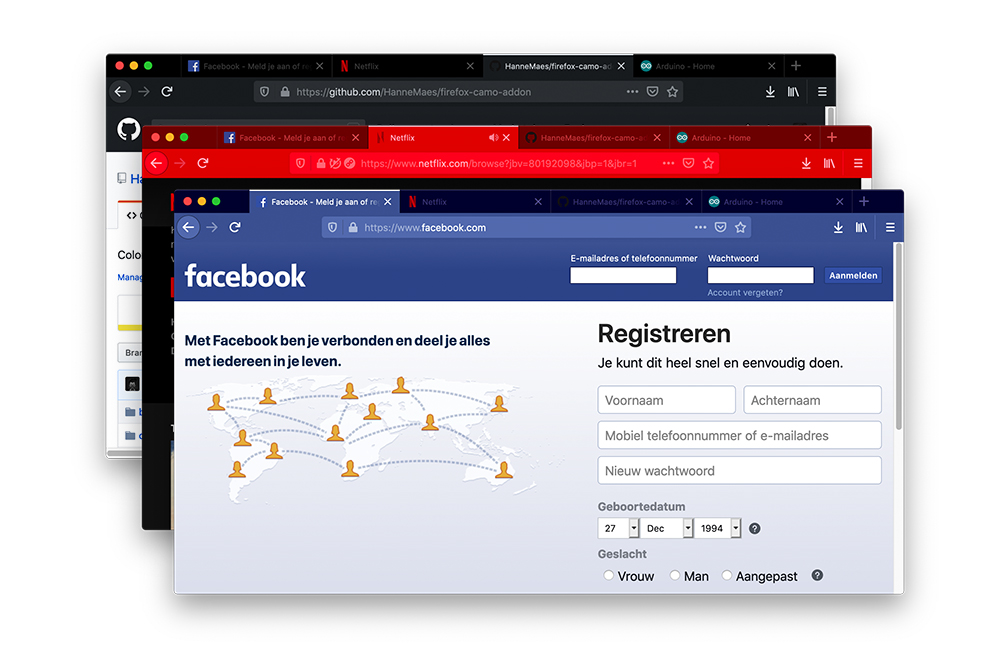 Facebook - Meld je aan of re
Netflix
HanneMaes/firefox-camo-add
Arduino - Home
https://github.com/HanneMaes/firefox-camo-addon
Ha
<> C
Colo
Manag
Bran
Facebook - Meld je aan of re
Netflix
HanneMaes/firefox-camo-a
Arduino - Home
https://www.netflix.com/browse?jbv=80192098&jbp=1&jbr=1
Facebook - Meld je aan of re
Netflix
HanneMaes/firefox-camo-ad
Arduino - Home
https://www.facebook.com
facebook
E-mailadres of telefoonnummer
Wachtwoord
Aanmelden
Account vergeten?
Met Facebook ben je verbonden en deel je alles
met iedereen in je leven.
Registreren
Je kunt dit heel snel en eenvoudig doen.
Voornaam
Achternaam
Mobiel telefoonnummer of e-mailadres
Nieuw wachtwoord
Geboortedatum
27 Dec 1994 ?
Geslacht
Vrouw Man Aangepast ?